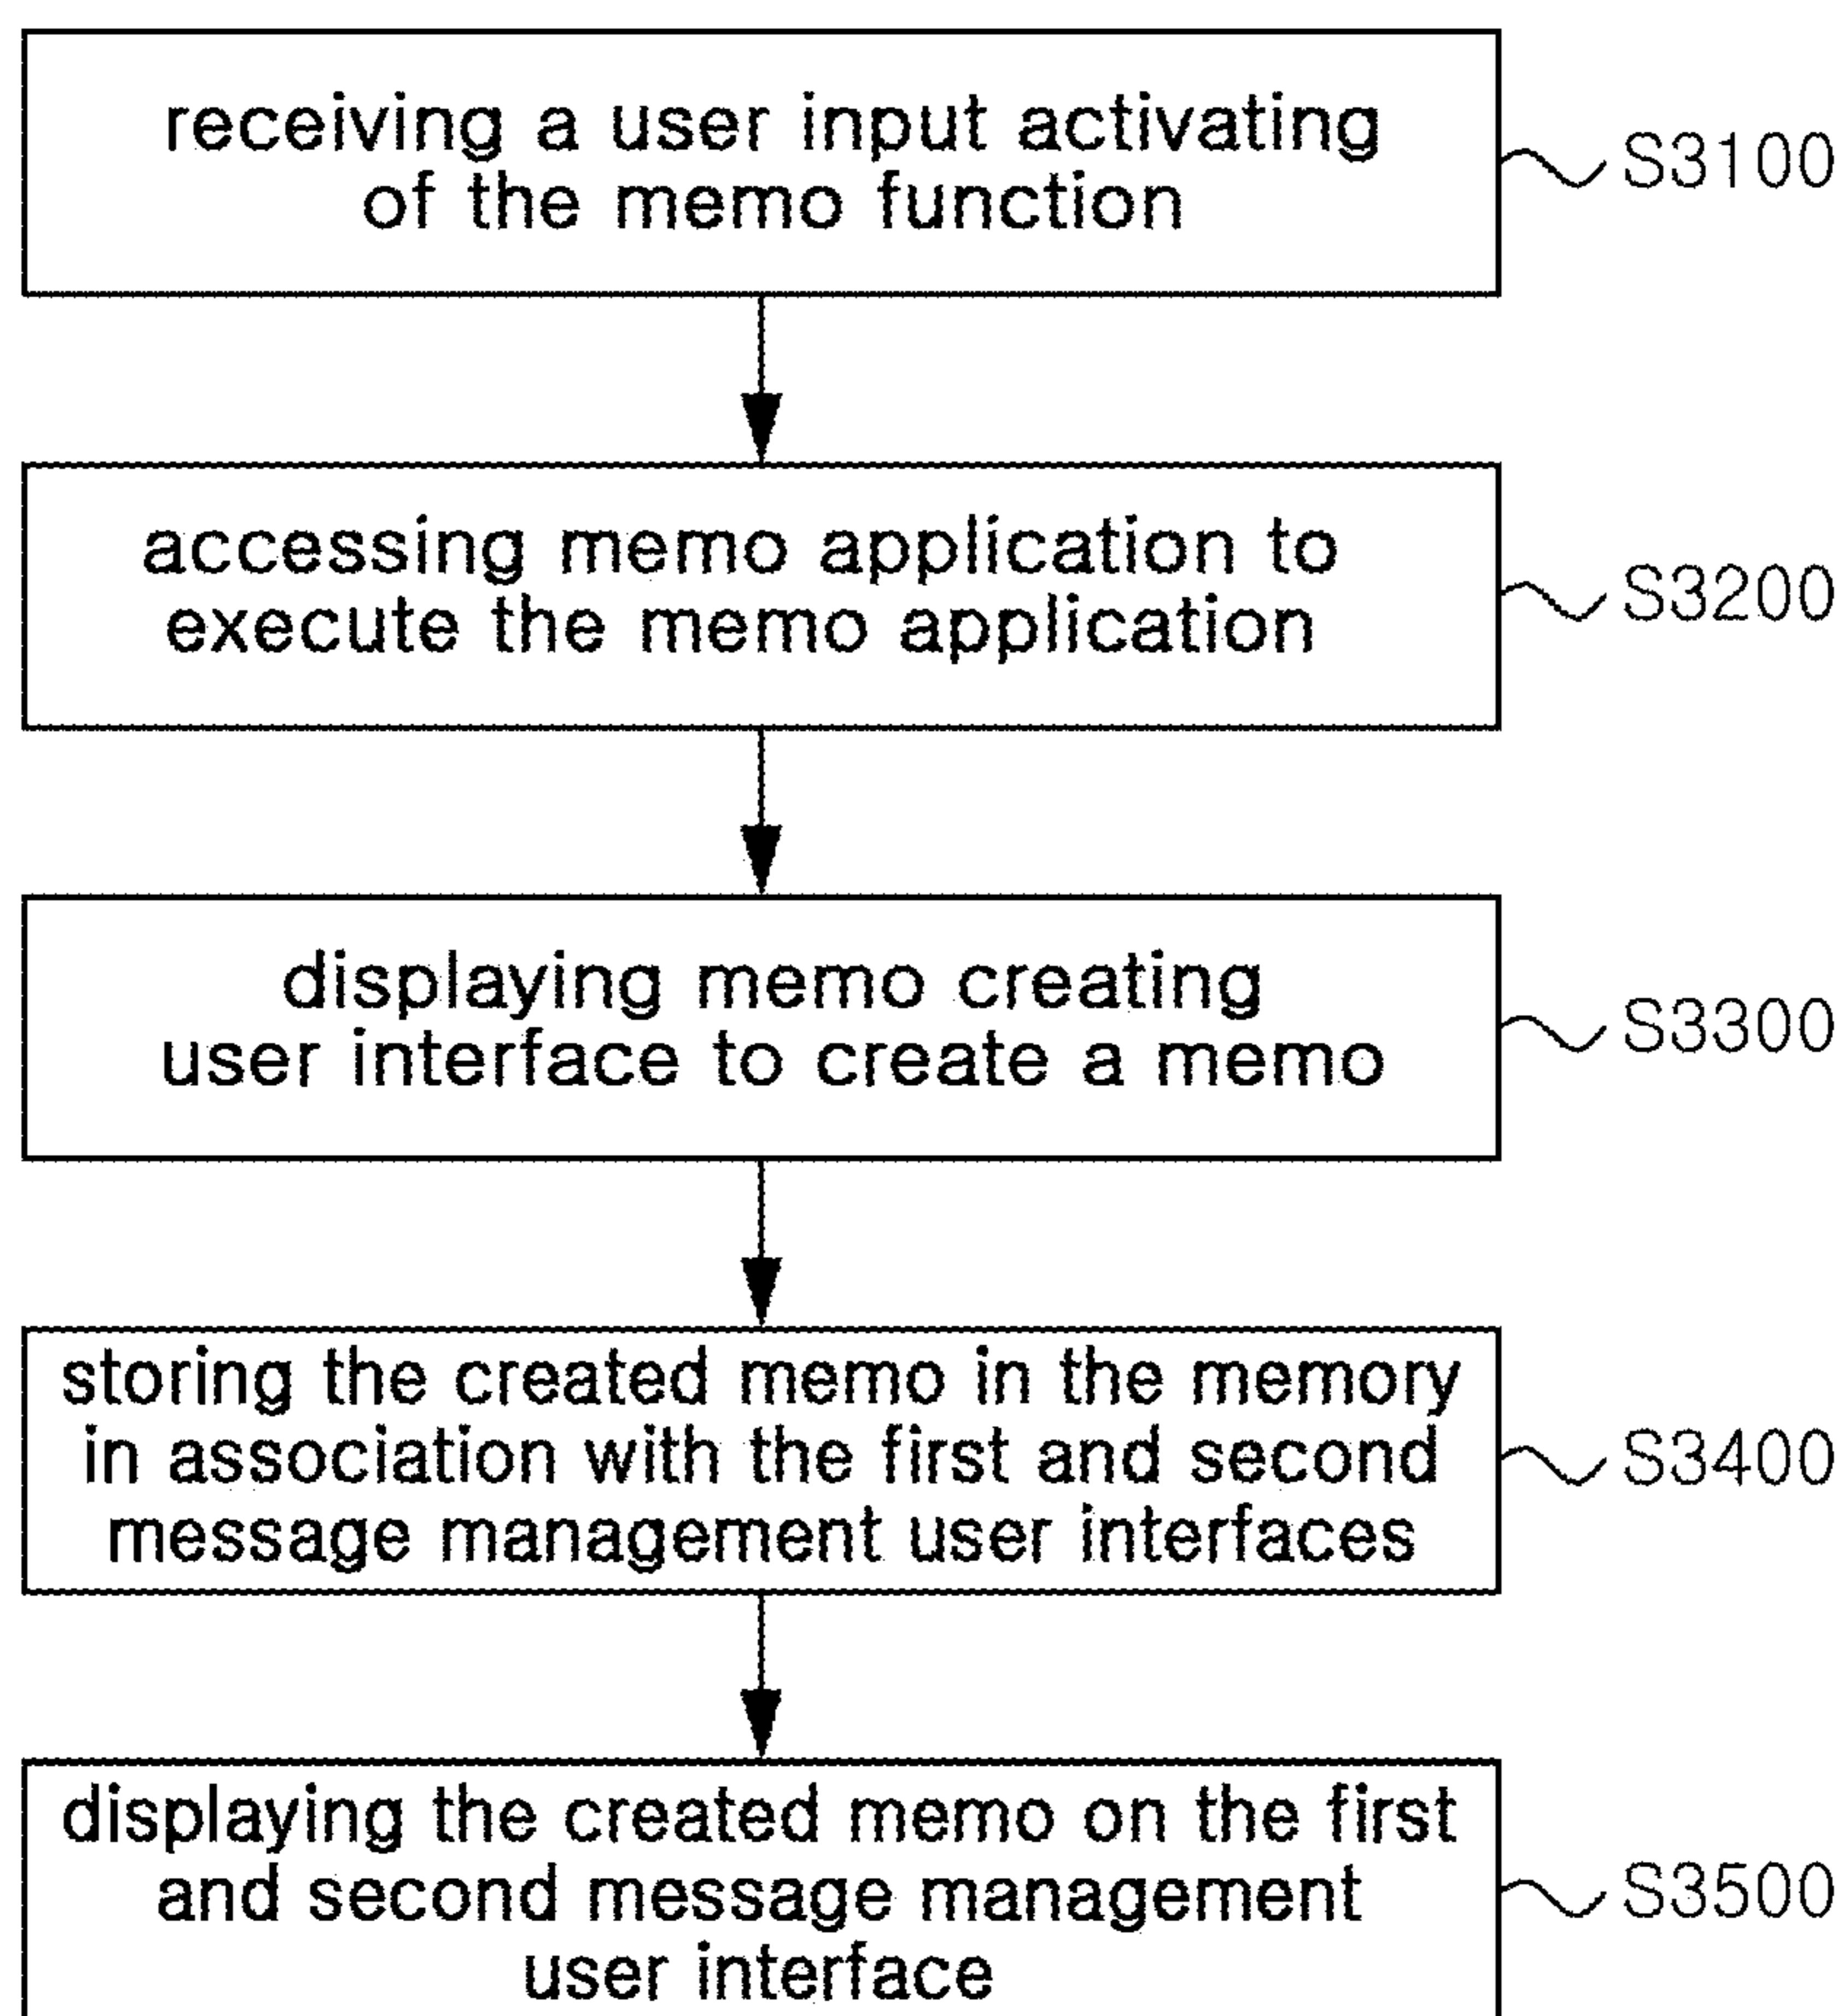 receiving a user input activating
of the memo function
S3100
accessing memo application to
execute the memo application
S3200
displaying memo creating
user interface to create a memo
S3300
storing the created memo in the memory
in association with the first and second
message management user interfaces
S3400
displaying the created memo on the first
and second message management
user interface
S3500